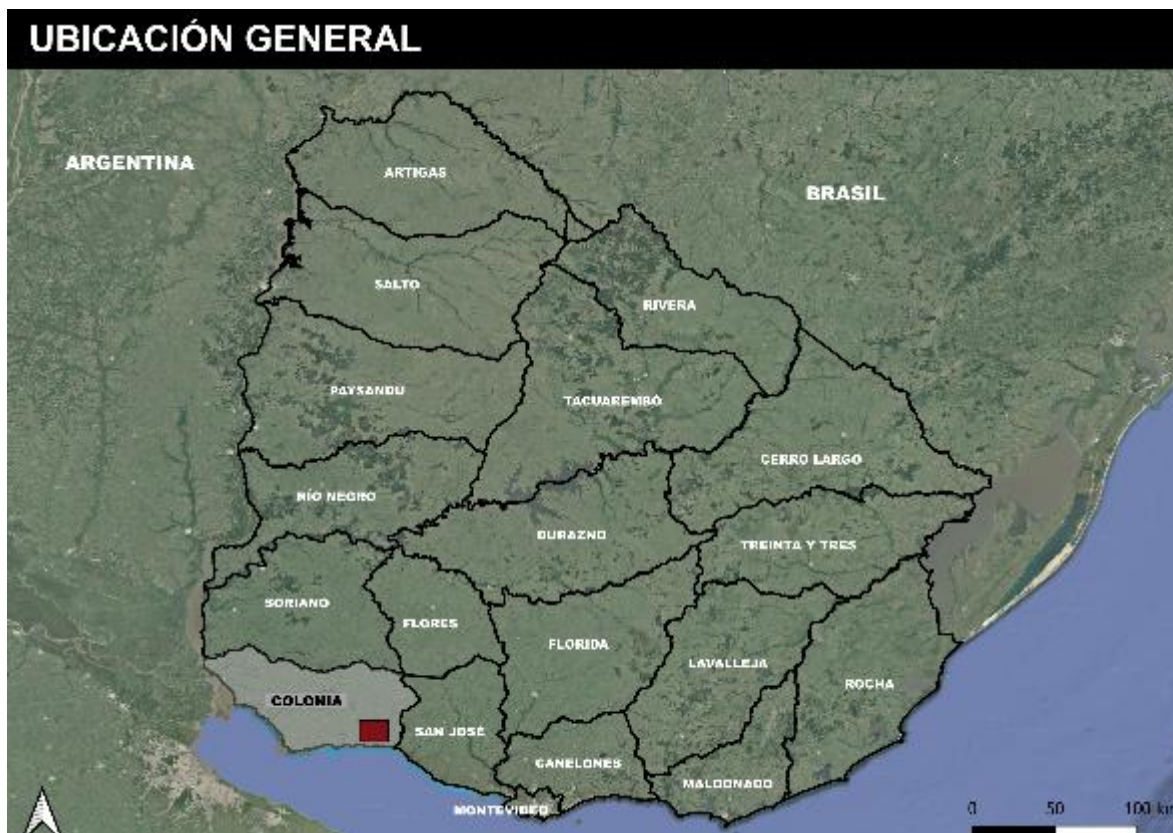 UBICACIÓN GENERAL
ARGENTINA
BRASIL
ARTIGAS
SALTO
RIVERA
PAYSANDU
TACUAREMBÓ
CERRO LARGO
RÍO NEGRO
DURAZNO
TREINTA Y TRES
SORIANO
FLORES
FLORIDA
LAVALLEJA
ROCHA
COLONIA
SAN JOSÉ
CANELONES
MALDONADO
MONTEVIDEO
0 50 100 km